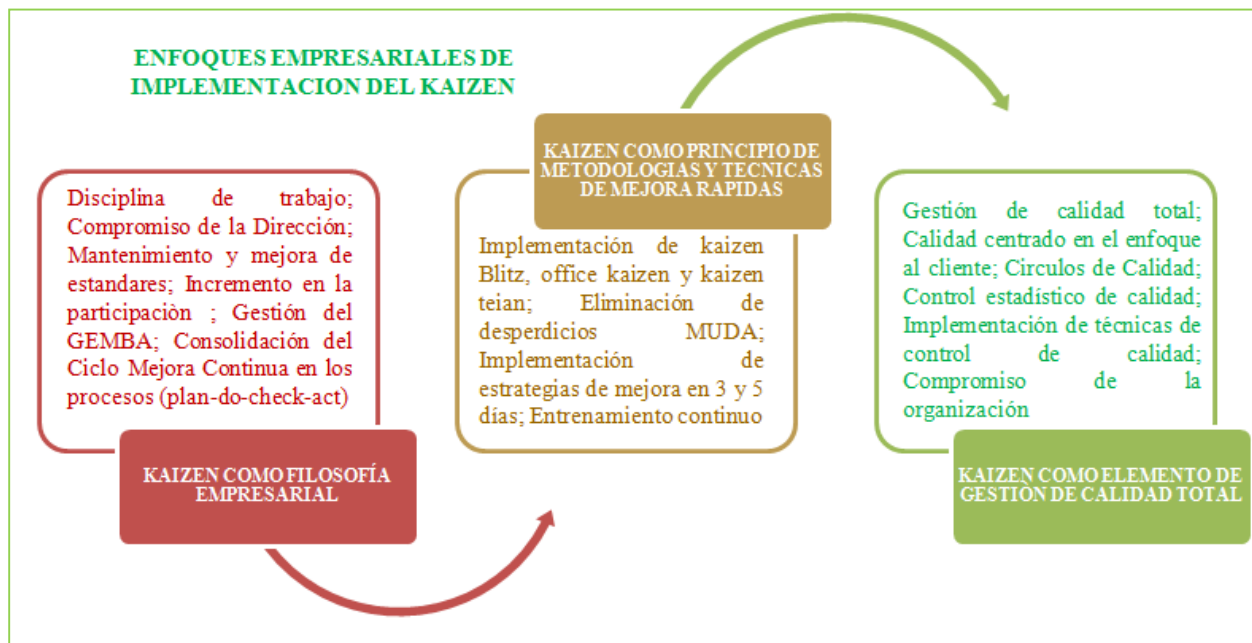 ENFOQUES EMPRESARIALES DE
IMPLEMENTACION DEL KAIZEN
Disciplina de trabajo;
Compromiso de la Dirección;
Mantenimiento y mejora de
estandares; Incremento en la
participaciòn ; Gestión del
GEMBA; Consolidación del
Ciclo Mejora Continua en los
procesos (plan-do-check-act)
KAIZEN COMO FILOSOFÍA
EMPRESARIAL
KAIZEN COMO PRINCIPIO DE
METODOLOGIAS Y TECNICAS
DE MEJORA RAPIDAS
Implementación de kaizen
Blitz, office kaizen y kaizen
teian; Eliminación de
desperdicios MUDA;
Implementación de
estrategias de mejora en 3 y 5
días; Entrenamiento continuo
Gestión de calidad total;
Calidad centrado en el enfoque
al cliente; Circulos de Calidad;
Control estadístico de calidad;
Implementación de técnicas de
control de calidad;
Compromiso de la
organización
KAIZEN COMO ELEMENTO DE
GESTIÓN DE CALIDAD TOTAL